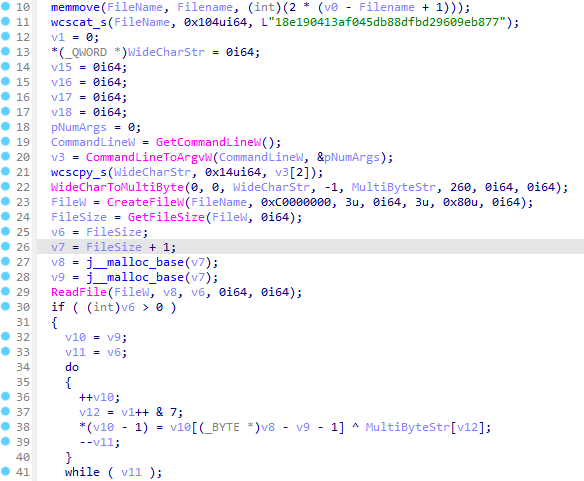 10 memmove(FileName, Filename, (int)(2 * (v0 - Filename + 1)));
11 wcscat_s(FileName, 0x104ui64, L"18e190413af045db88dfbd29609eb877");
12 v1 = 0;
13 *(_QWORD *)WideCharStr = 0i64;
14 v15 = 0i64;
15 v16 = 0i64;
16 v17 = 0i64;
17 v18 = 0i64;
18 pNumArgs = 0;
19 CommandLineW = GetCommandLineW();
20 v3 = CommandLineToArgvW(CommandLineW, &pNumArgs);
21 wcscpy_s(WideCharStr, 0x14ui64, v3[2]);
22 WideCharToMultiByte(0, 0, WideCharStr, -1, MultiByteStr, 260, 0i64, 0i64);
23 FileW = CreateFileW(FileName, 0xC0000000, 3u, 0i64, 3u, 0x80u, 0i64);
24 FileSize = GetFileSize(FileW, 0i64);
25 v6 = FileSize;
26 v7 = FileSize + 1;
27 v8 = j__malloc_base(v7);
28 v9 = j__malloc_base(v7);
29 ReadFile(FileW, v8, v6, 0i64, 0i64);
30 if ( (int)v6 > 0 )
31 {
32 v10 = v9;
33 v11 = v6;
34 do
35 {
36 ++v10;
37 v12 = v1++ & 7;
38 *(v10 - 1) = v10[(_BYTE *)v8 - v9 - 1] ^ MultiByteStr[v12];
39 --v11;
40 }
41 while ( v11 );